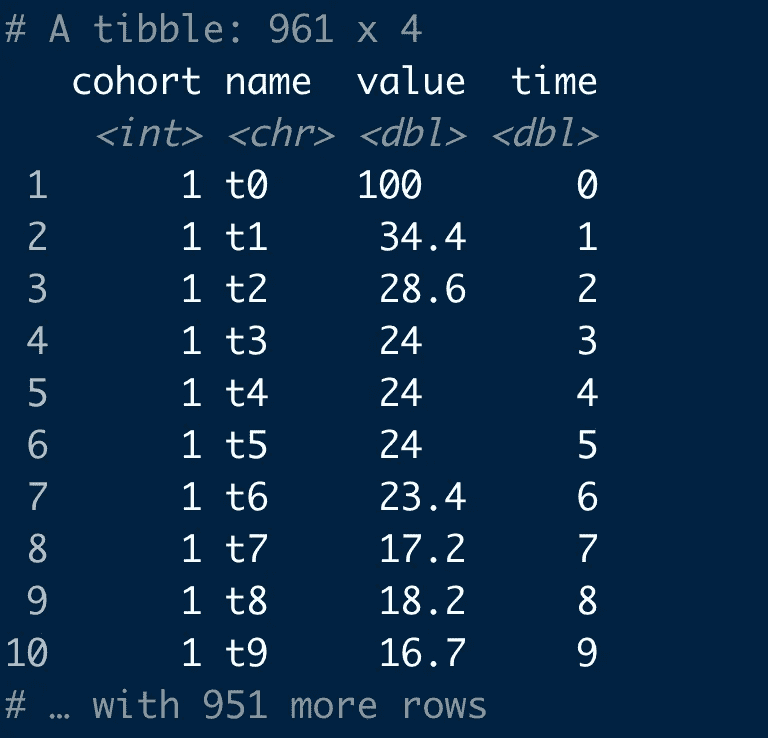 # A tibble: 961 x 4
cohort name value time
<int> <chr> <dbl> <dbl>
1 1 t0 100 0
2 1 t1 34.4 1
3 1 t2 28.6 2
4 1 t3 24 3
5 1 t4 24 4
6 1 t5 24 5
7 1 t6 23.4 6
8 1 t7 17.2 7
9 1 t8 18.2 8
10 1 t9 16.7 9
# … with 951 more rows